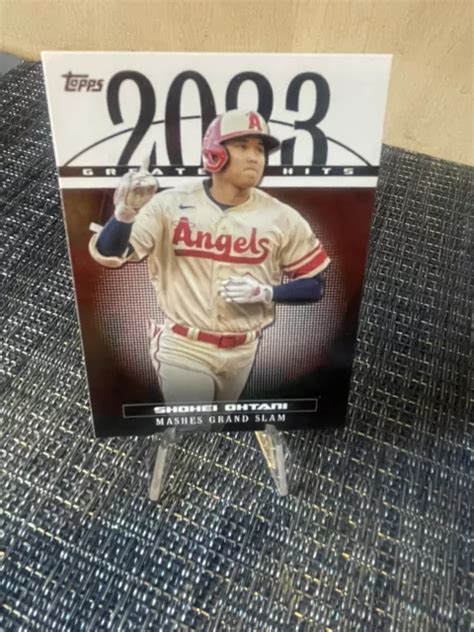 Topps
2023
GREATEST HITS
A
Angels
SHOHEI OHTANI
MASHES GRAND SLAM